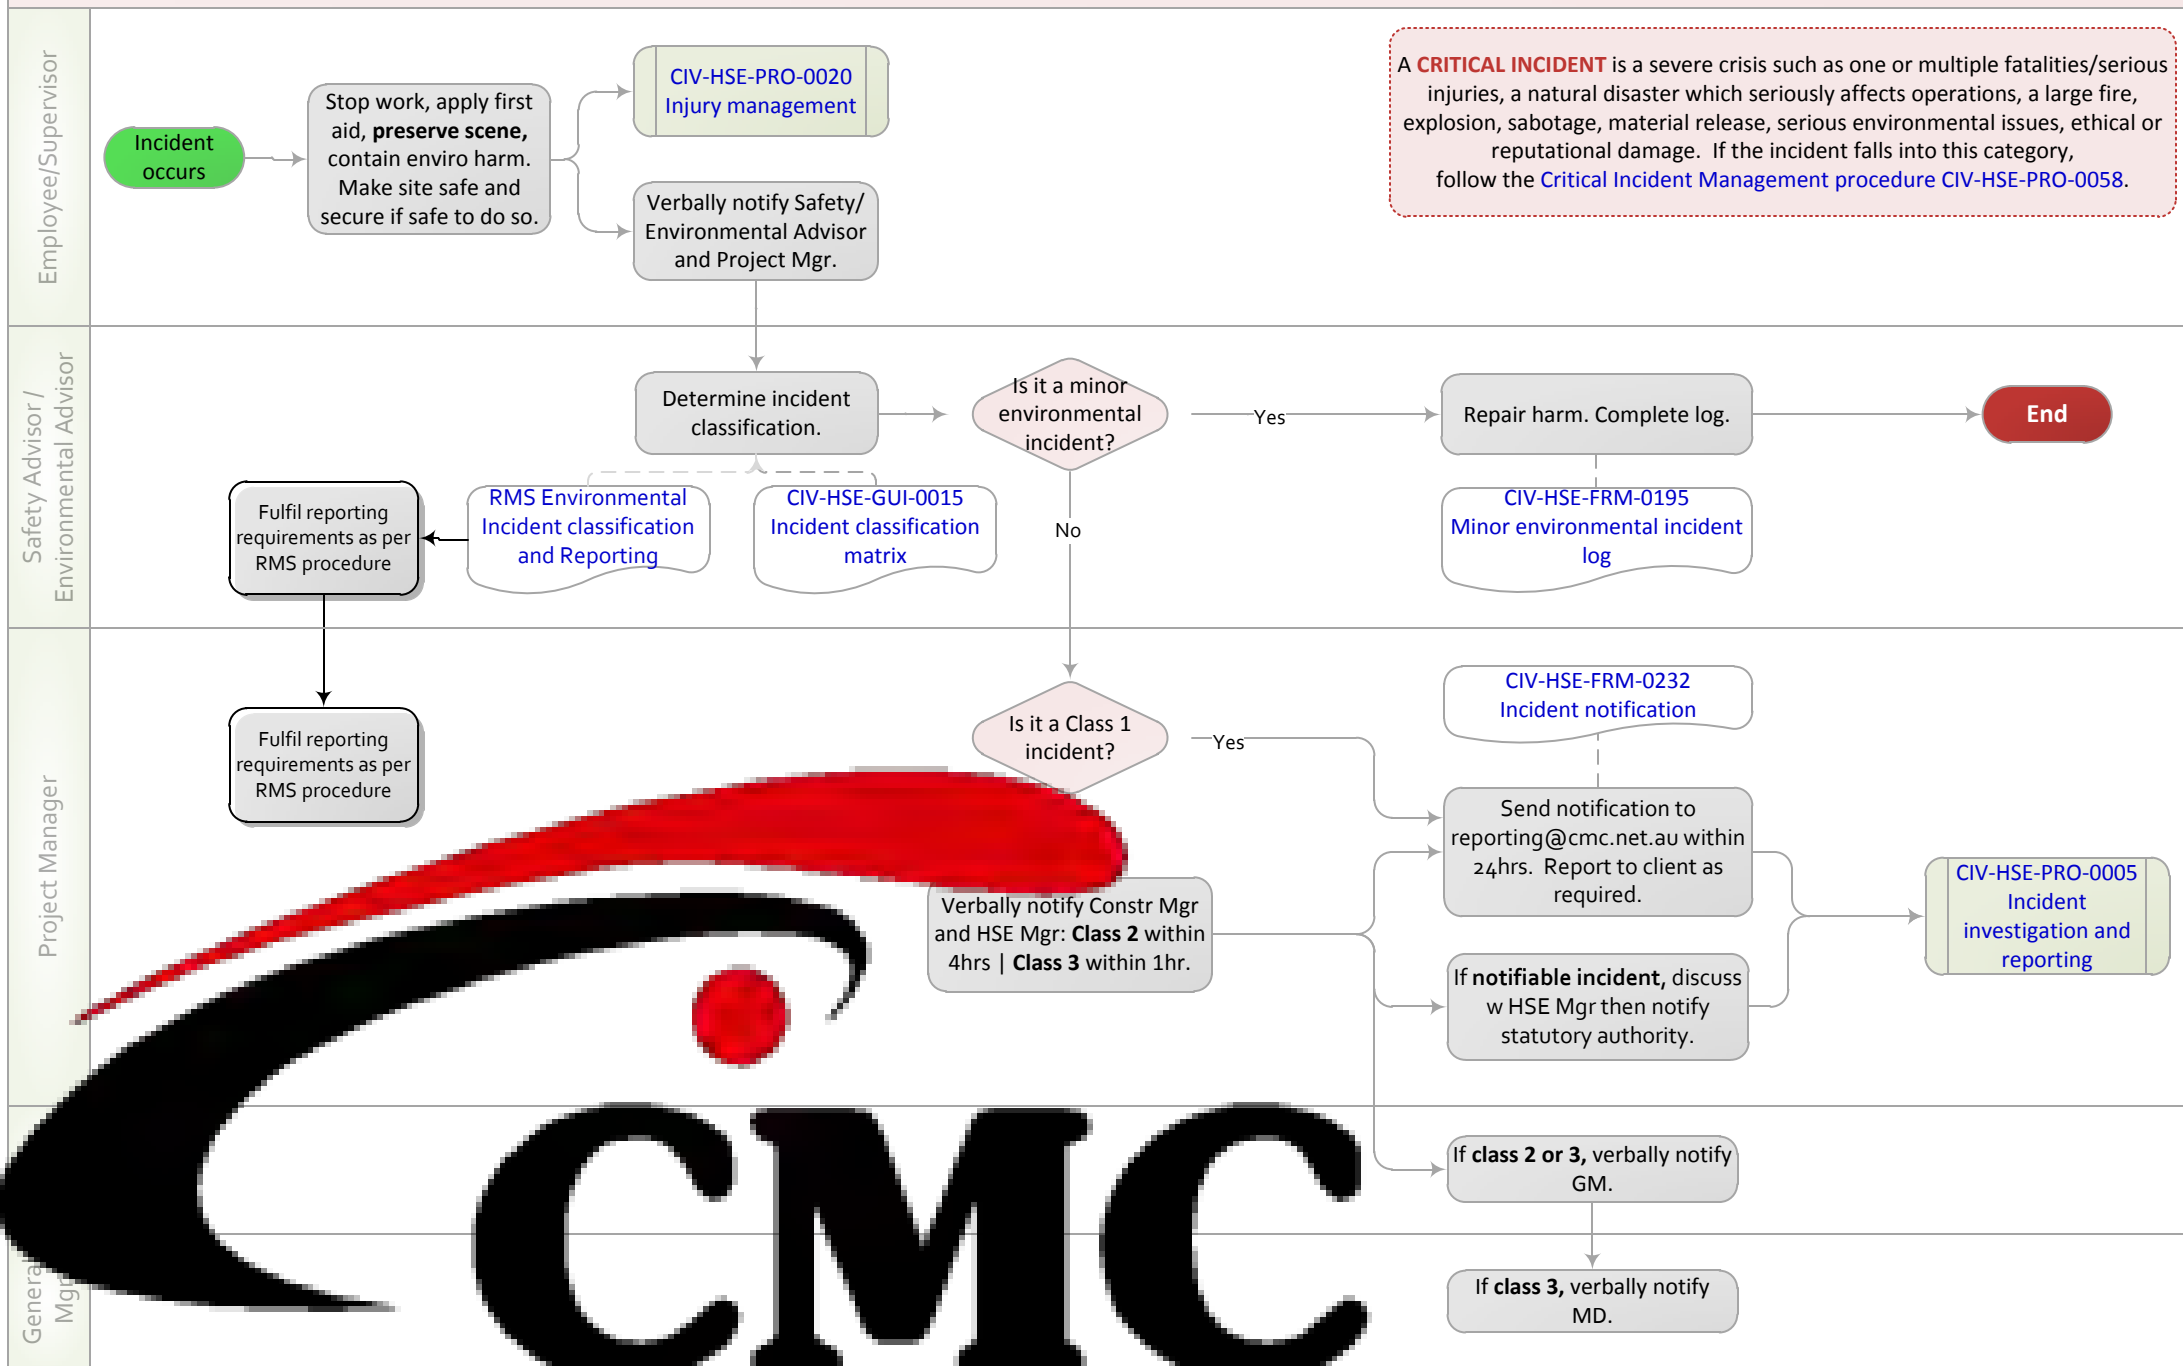 Employee/Supervisor
Incident
occurs
Stop work, apply first
aid, preserve scene,
contain enviro harm.
Make site safe and
secure if safe to do so.
CIV-HSE-PRO-0020
Injury management
Verbally notify Safety/
Environmental Advisor
and Project Mgr.
A CRITICAL INCIDENT is a severe crisis such as one or multiple fatalities/serious
injuries, a natural disaster which seriously affects operations, a large fire,
explosion, sabotage, material release, serious environmental issues, ethical or
reputational damage.  If the incident falls into this category,
follow the Critical Incident Management procedure CIV-HSE-PRO-0058.
Safety Advisor /
Environmental Advisor
Determine incident
classification.
Is it a minor
environmental
incident?
Yes
Repair harm. Complete log.
End
Fulfil reporting
requirements as per
RMS procedure
RMS Environmental
Incident classification
and Reporting
CIV-HSE-GUI-0015
Incident classification
matrix
No
CIV-HSE-FRM-0195
Minor environmental incident
log
Project Manager
Fulfil reporting
requirements as per
RMS procedure
Is it a Class 1
incident?
Yes
CIV-HSE-FRM-0232
Incident notification
Send notification to
reporting@cmc.net.au within
24hrs.  Report to client as
required.
Verbally notify Constr Mgr
and HSE Mgr: Class 2 within
4hrs | Class 3 within 1hr.
If notifiable incident, discuss
w HSE Mgr then notify
statutory authority.
CIV-HSE-PRO-0005
Incident
investigation and
reporting
If class 2 or 3, verbally notify
GM.
General
Mgr
If class 3, verbally notify
MD.
CMC